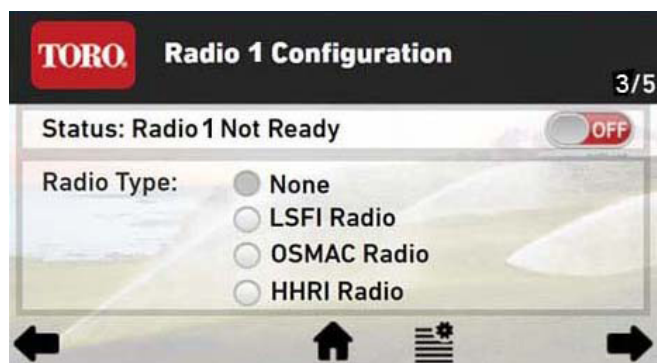 TORO. Radio 1 Configuration
3/5
Status: Radio 1 Not Ready OFF
Radio Type: None
LSFI Radio
OSMAC Radio
HHRI Radio